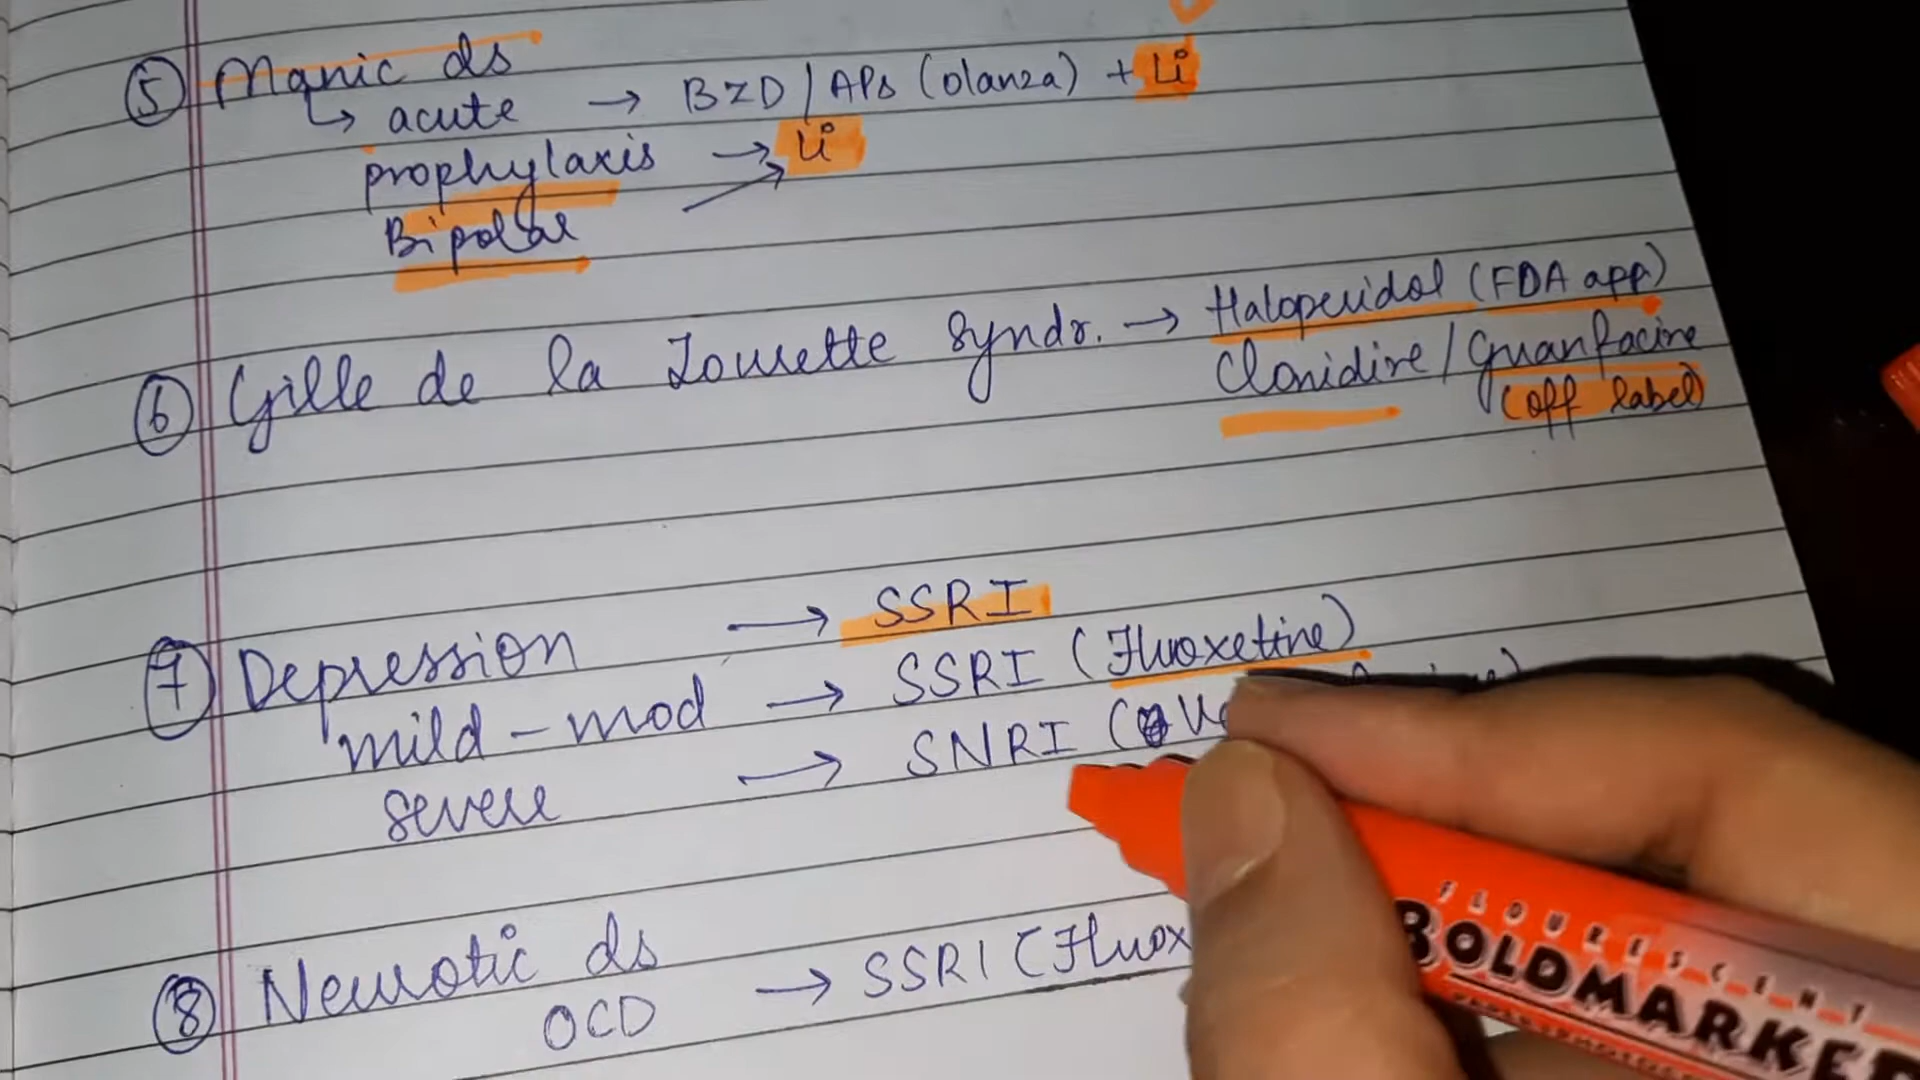 ⑤ Manic ds
↳ acute → BZD / APs (olanza) + Li
prophylaxis → Li
Bipolar
⑥ Gille de la Tourette Syndr. → Haloperidol (FDA app)
Clonidine / Guanfacine
(off label)
⑦ Depression → SSRI
mild - mod → SSRI (Fluoxetine)
severe → SNRI (
⑧ Neurotic ds
OCD → SSRI (Fluox
FLOURESCENT
BOLDMARKER